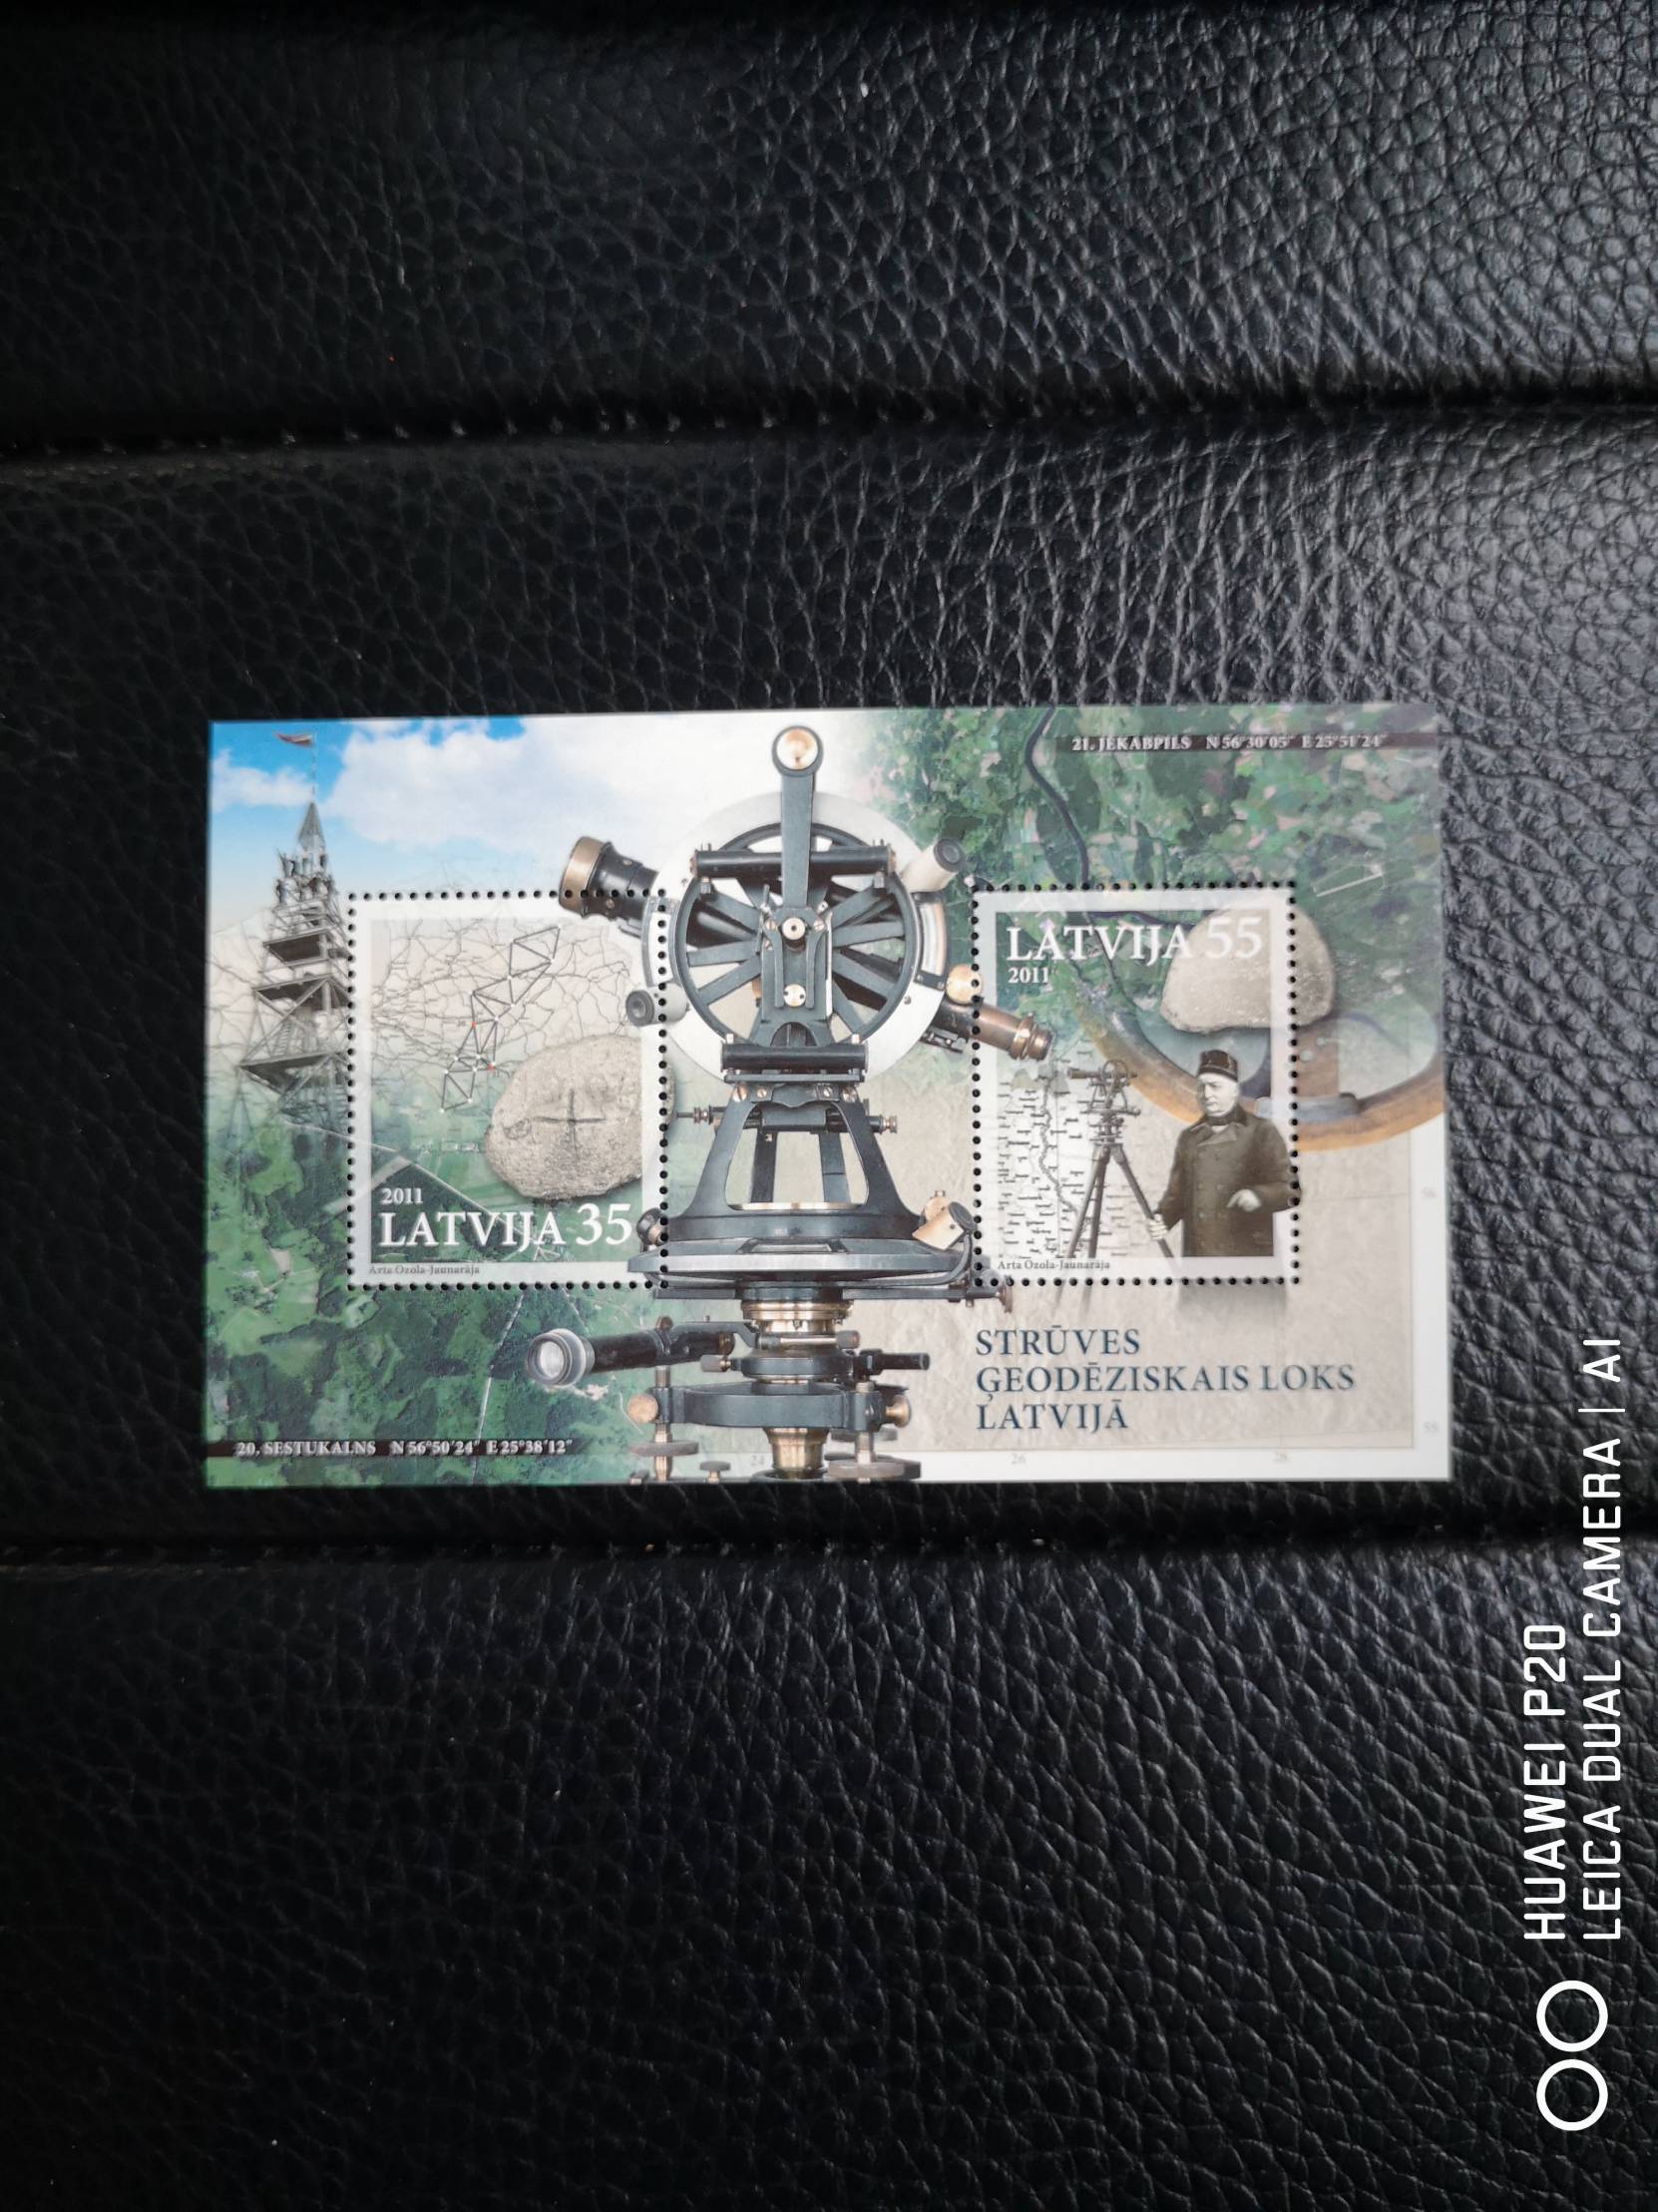 21. JĒKABPILS N 56°30'05" E 25°51'24"
LATVIJA 55
2011
2011
LATVIJA 35
Arta Ozola-Jaunarāja
Arta Ozola-Jaunarāja
STRŪVES
ĢEODĒZISKAIS LOKS
LATVIJĀ
20. SESTUKALNS N 56°50'24" E 25°38'12"
24
26
HUAWEI P20
LEICA DUAL CAMERA | AI